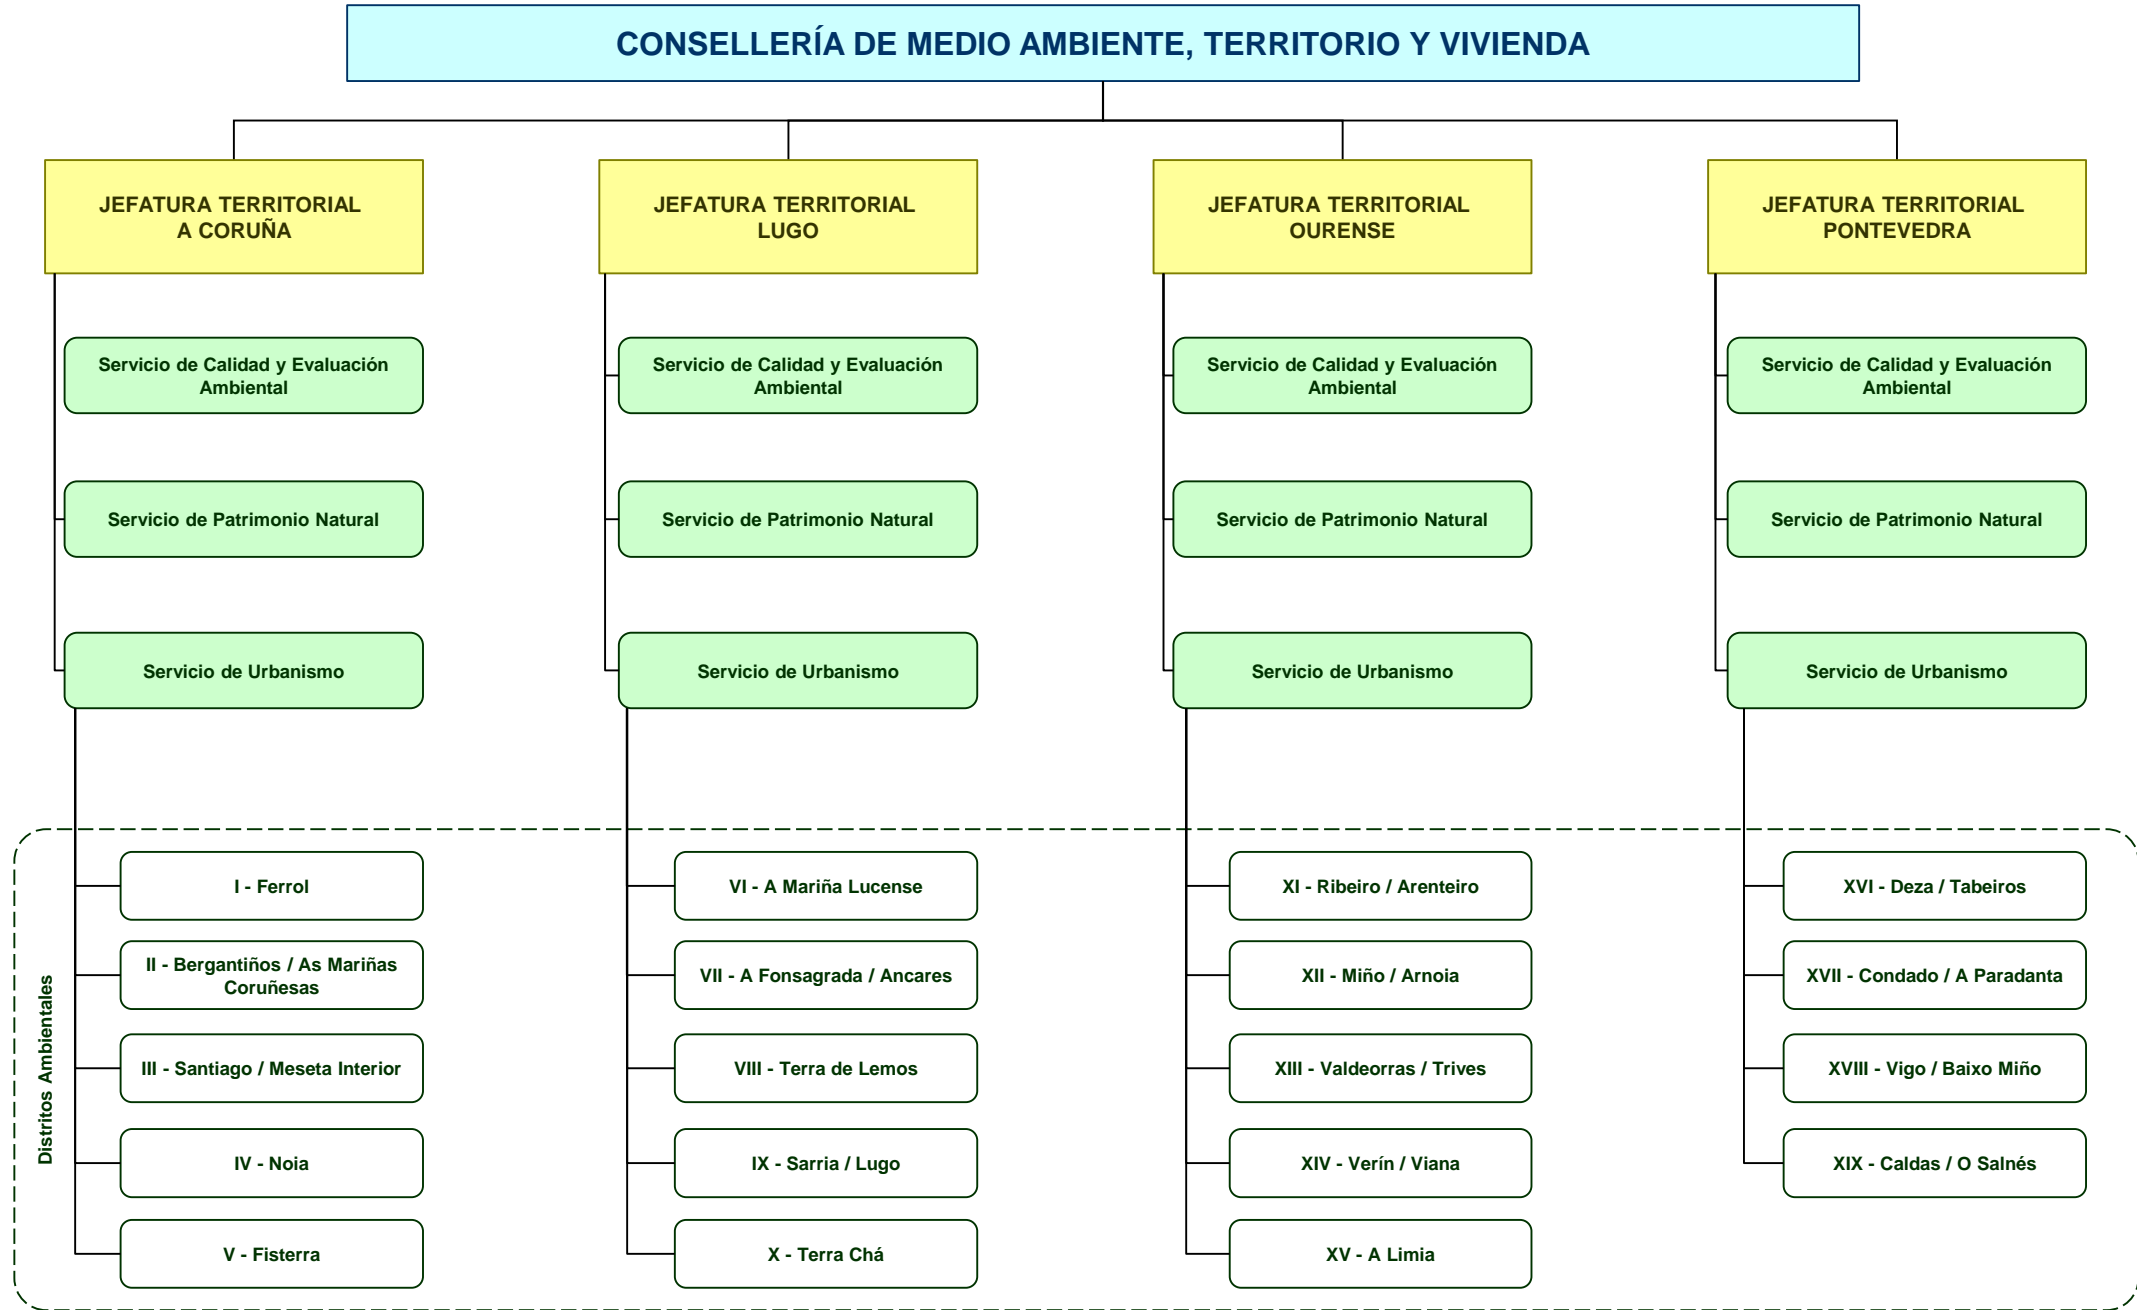 CONSELLERÍA DE MEDIO AMBIENTE, TERRITORIO Y VIVIENDA
JEFATURA TERRITORIAL
A CORUÑA
JEFATURA TERRITORIAL
LUGO
JEFATURA TERRITORIAL
OURENSE
JEFATURA TERRITORIAL
PONTEVEDRA
Servicio de Calidad y Evaluación
Ambiental
Servicio de Calidad y Evaluación
Ambiental
Servicio de Calidad y Evaluación
Ambiental
Servicio de Calidad y Evaluación
Ambiental
Servicio de Patrimonio Natural
Servicio de Patrimonio Natural
Servicio de Patrimonio Natural
Servicio de Patrimonio Natural
Servicio de Urbanismo
Servicio de Urbanismo
Servicio de Urbanismo
Servicio de Urbanismo
Distritos Ambientales
I - Ferrol
VI - A Mariña Lucense
XI - Ribeiro / Arenteiro
XVI - Deza / Tabeiros
II - Bergantiños / As Mariñas
Coruñesas
VII - A Fonsagrada / Ancares
XII - Miño / Arnoia
XVII - Condado / A Paradanta
III - Santiago / Meseta Interior
VIII - Terra de Lemos
XIII - Valdeorras / Trives
XVIII - Vigo / Baixo Miño
IV - Noia
IX - Sarria / Lugo
XIV - Verín / Viana
XIX - Caldas / O Salnés
V - Fisterra
X - Terra Chá
XV - A Limia